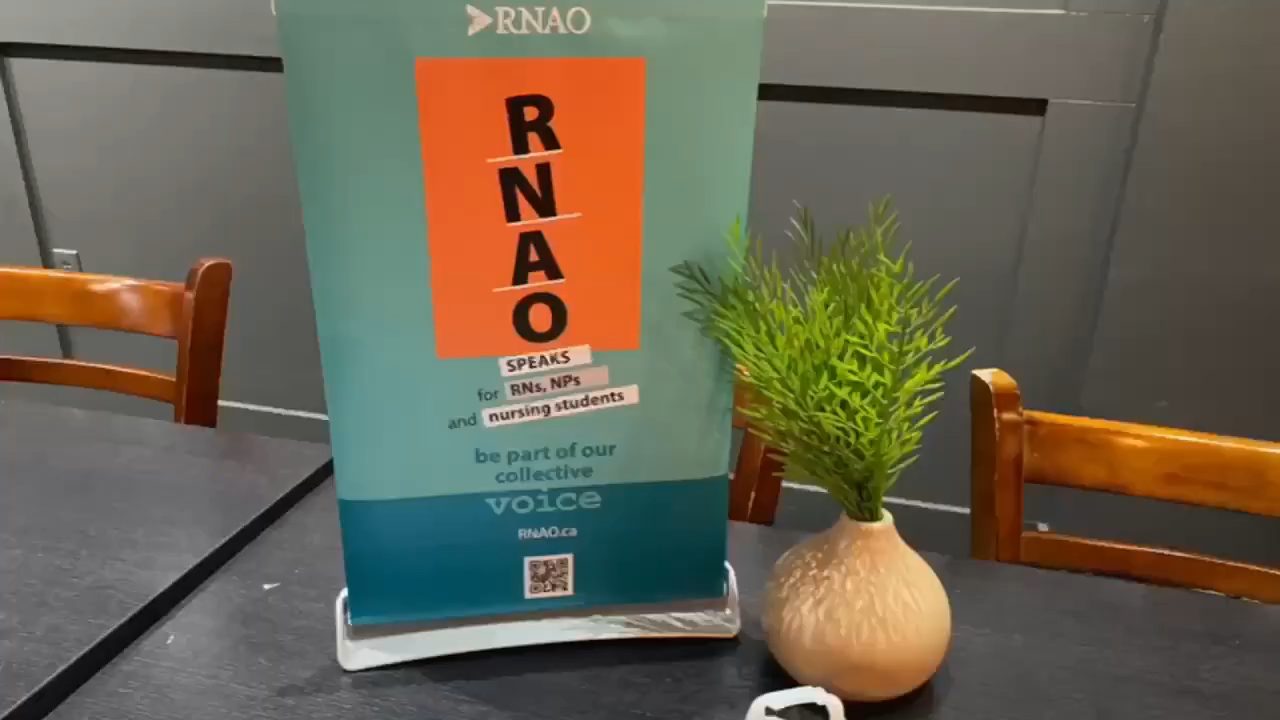 RNAO
R
N
A
O
SPEAKS
for RNs, NPs
and nursing students
be part of our
collective
voice
RNAO.ca